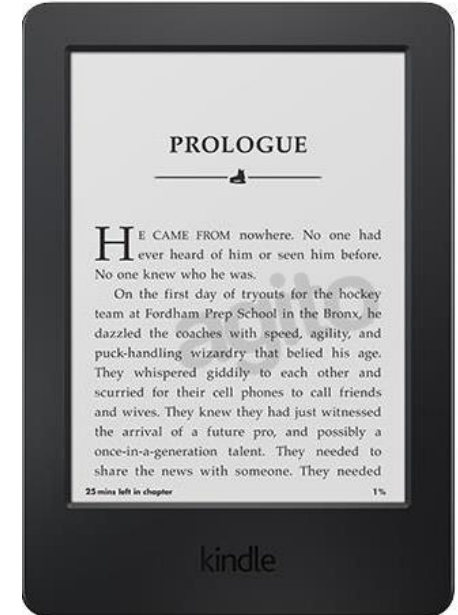 PROLOGUE
HE CAME FROM nowhere. No one had
ever heard of him or seen him before.
No one knew who he was.
On the first day of tryouts for the hockey
team at Fordham Prep School in the Bronx, he
dazzled the coaches with speed, agility, and
puck-handling wizardry that belied his age.
They whispered giddily to each other and
scurried for their cell phones to call friends
and wives. They knew they had just witnessed
the arrival of a future pro, and possibly a
once-in-a-generation talent. They needed to
share the news with someone. They needed
25 mins left in chapter 1%
kindle
agito